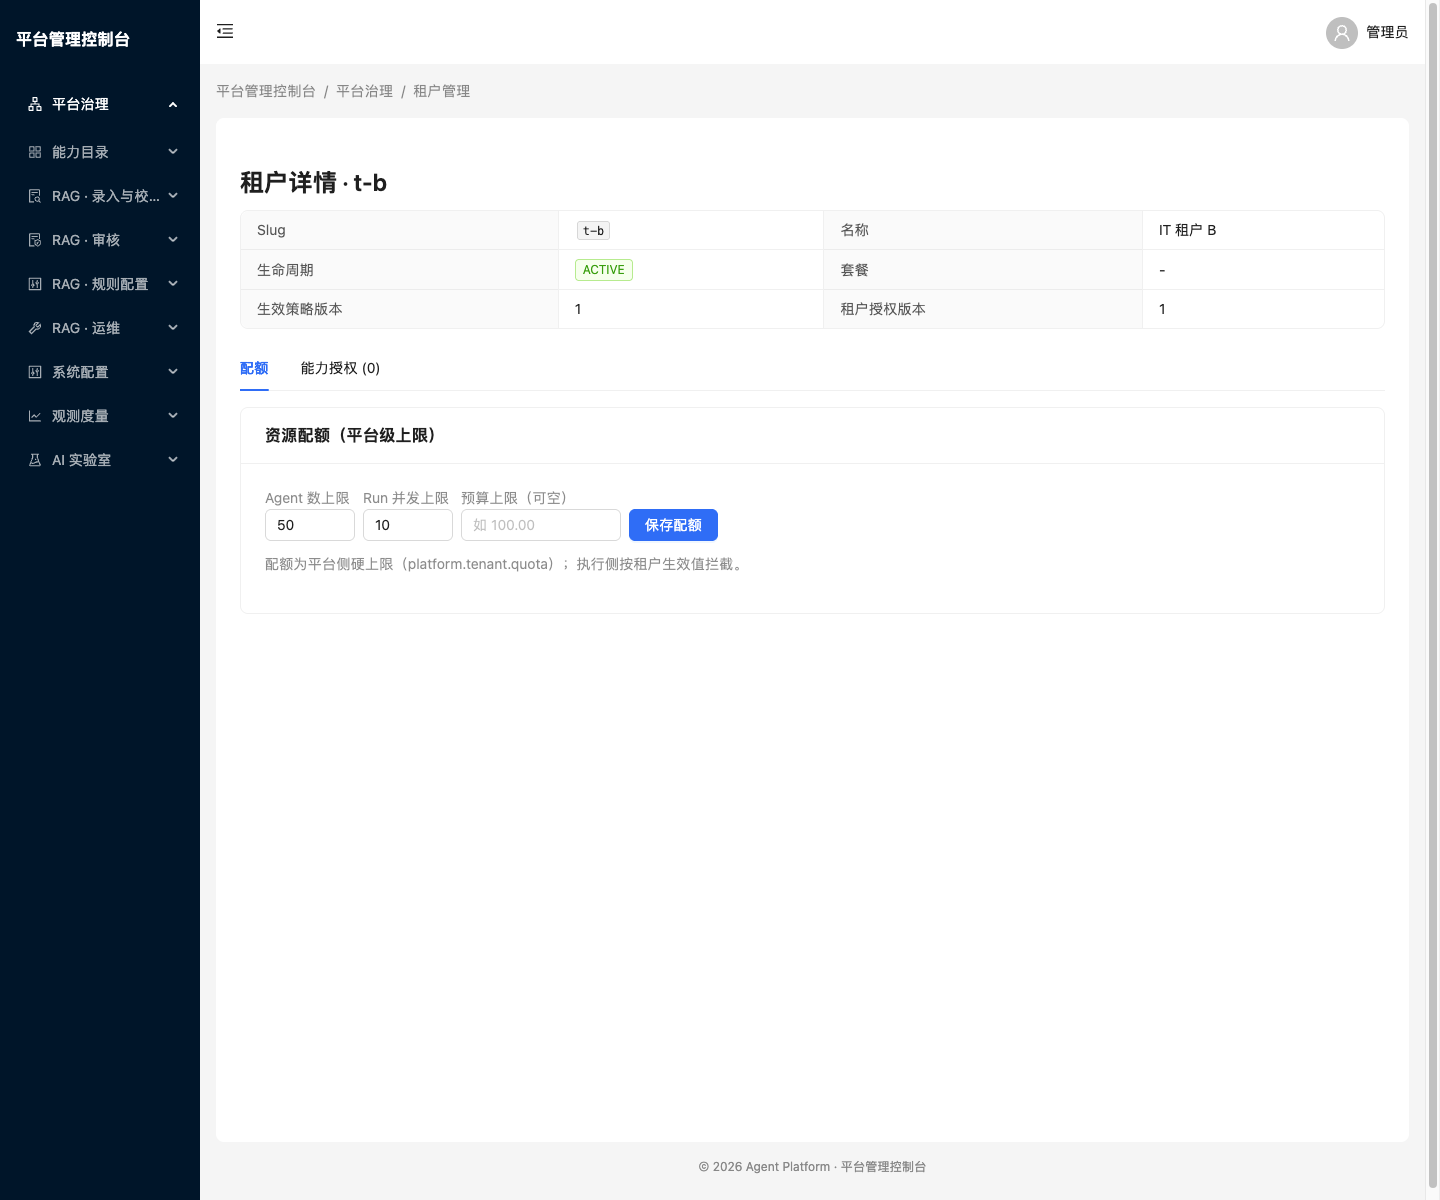 平台管理控制台
管理员
平台治理
能力目录
RAG · 录入与校...
RAG · 审核
RAG · 规则配置
RAG · 运维
系统配置
观测度量
AI 实验室
平台管理控制台 / 平台治理 / 租户管理
租户详情 · t-b
Slug t-b 名称 IT 租户 B
生命周期 ACTIVE 套餐 -
生效策略版本 1 租户授权版本 1
配额 能力授权 (0)
资源配额（平台级上限）
Agent 数上限 Run 并发上限 预算上限（可空）
50 10 如 100.00 保存配额
配额为平台侧硬上限（platform.tenant.quota）；执行侧按租户生效值拦截。
© 2026 Agent Platform · 平台管理控制台